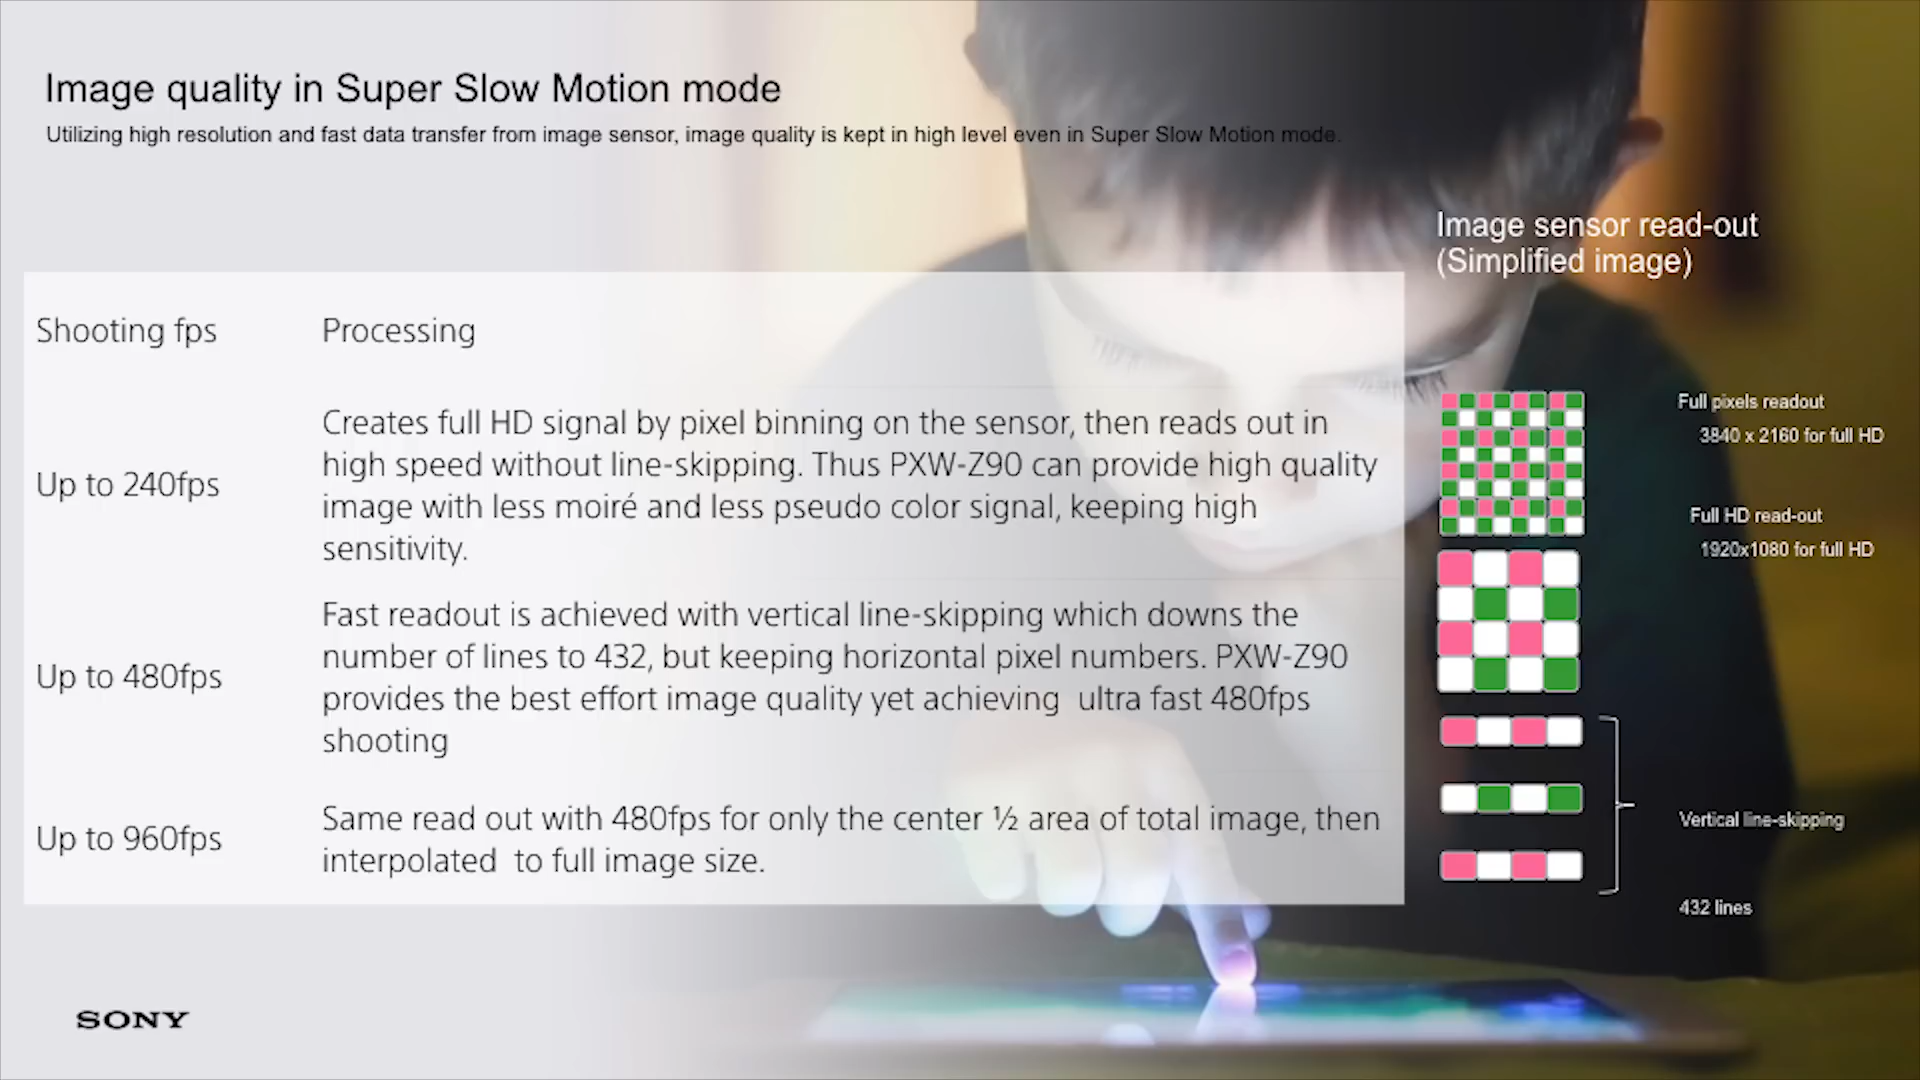 Image quality in Super Slow Motion mode
Utilizing high resolution and fast data transfer from image sensor, image quality is kept in high level even in Super Slow Motion mode.
Image sensor read-out
(Simplified image)
Shooting fps
Processing
Up to 240fps
Creates full HD signal by pixel binning on the sensor, then reads out in
high speed without line-skipping. Thus PXW-Z90 can provide high quality
image with less moiré and less pseudo color signal, keeping high
sensitivity.
Up to 480fps
Fast readout is achieved with vertical line-skipping which downs the
number of lines to 432, but keeping horizontal pixel numbers. PXW-Z90
provides the best effort image quality yet achieving  ultra fast 480fps
shooting
Up to 960fps
Same read out with 480fps for only the center ½ area of total image, then
interpolated  to full image size.
Full pixels readout
3840 x 2160 for full HD
Full HD read-out
1920x1080 for full HD
Vertical line-skipping
432 lines
SONY